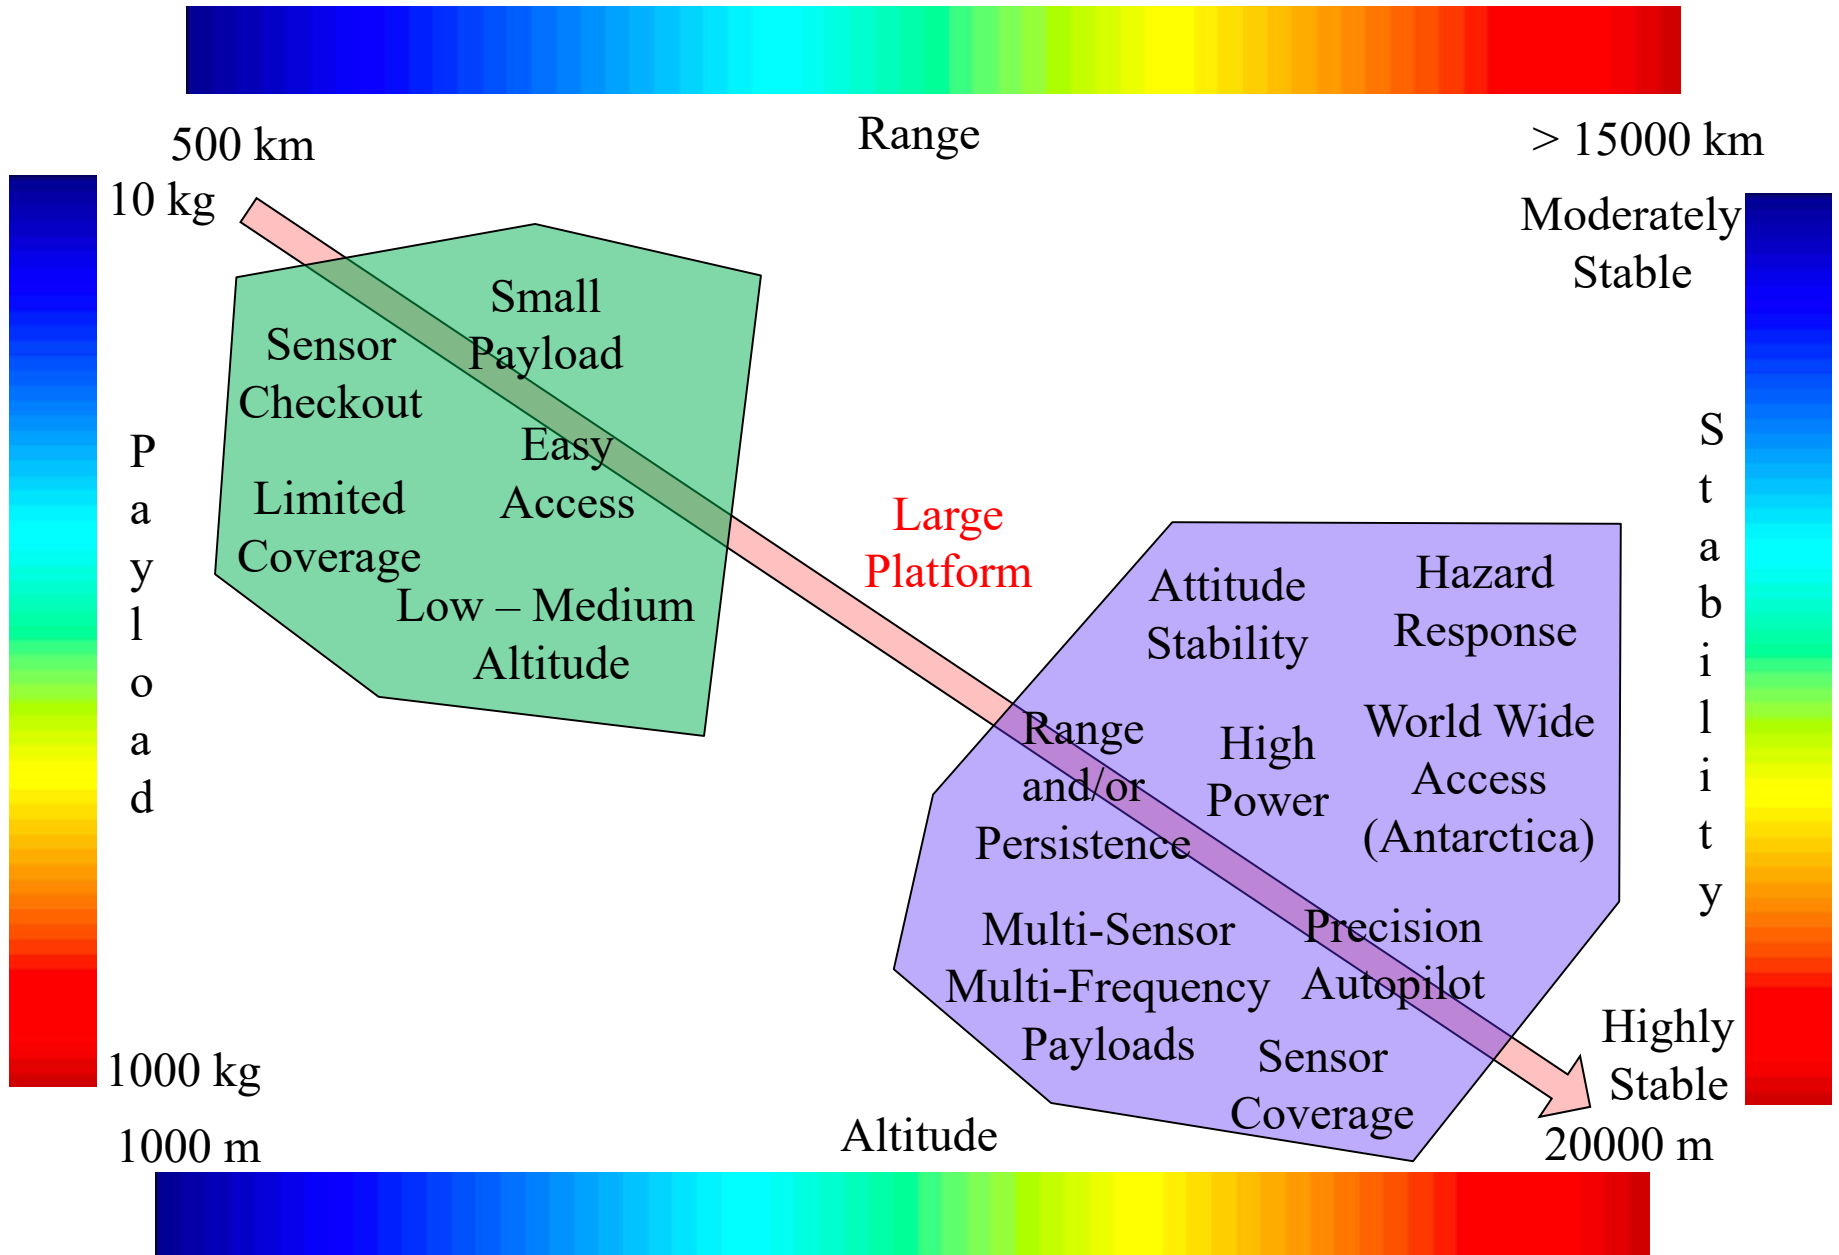 Range
500 km
> 15000 km
10 kg
Moderately
Stable
Small
Payload
Sensor
Checkout
Easy
Access
Limited
Coverage
Low – Medium
Altitude
Payload
Large
Platform
Stability
Attitude
Stability
Hazard
Response
Range
and/or
Persistence
High
Power
World Wide
Access
(Antarctica)
Multi-Sensor
Multi-Frequency
Payloads
Precision
Autopilot
Sensor
Coverage
Highly
Stable
1000 kg
1000 m
Altitude
20000 m